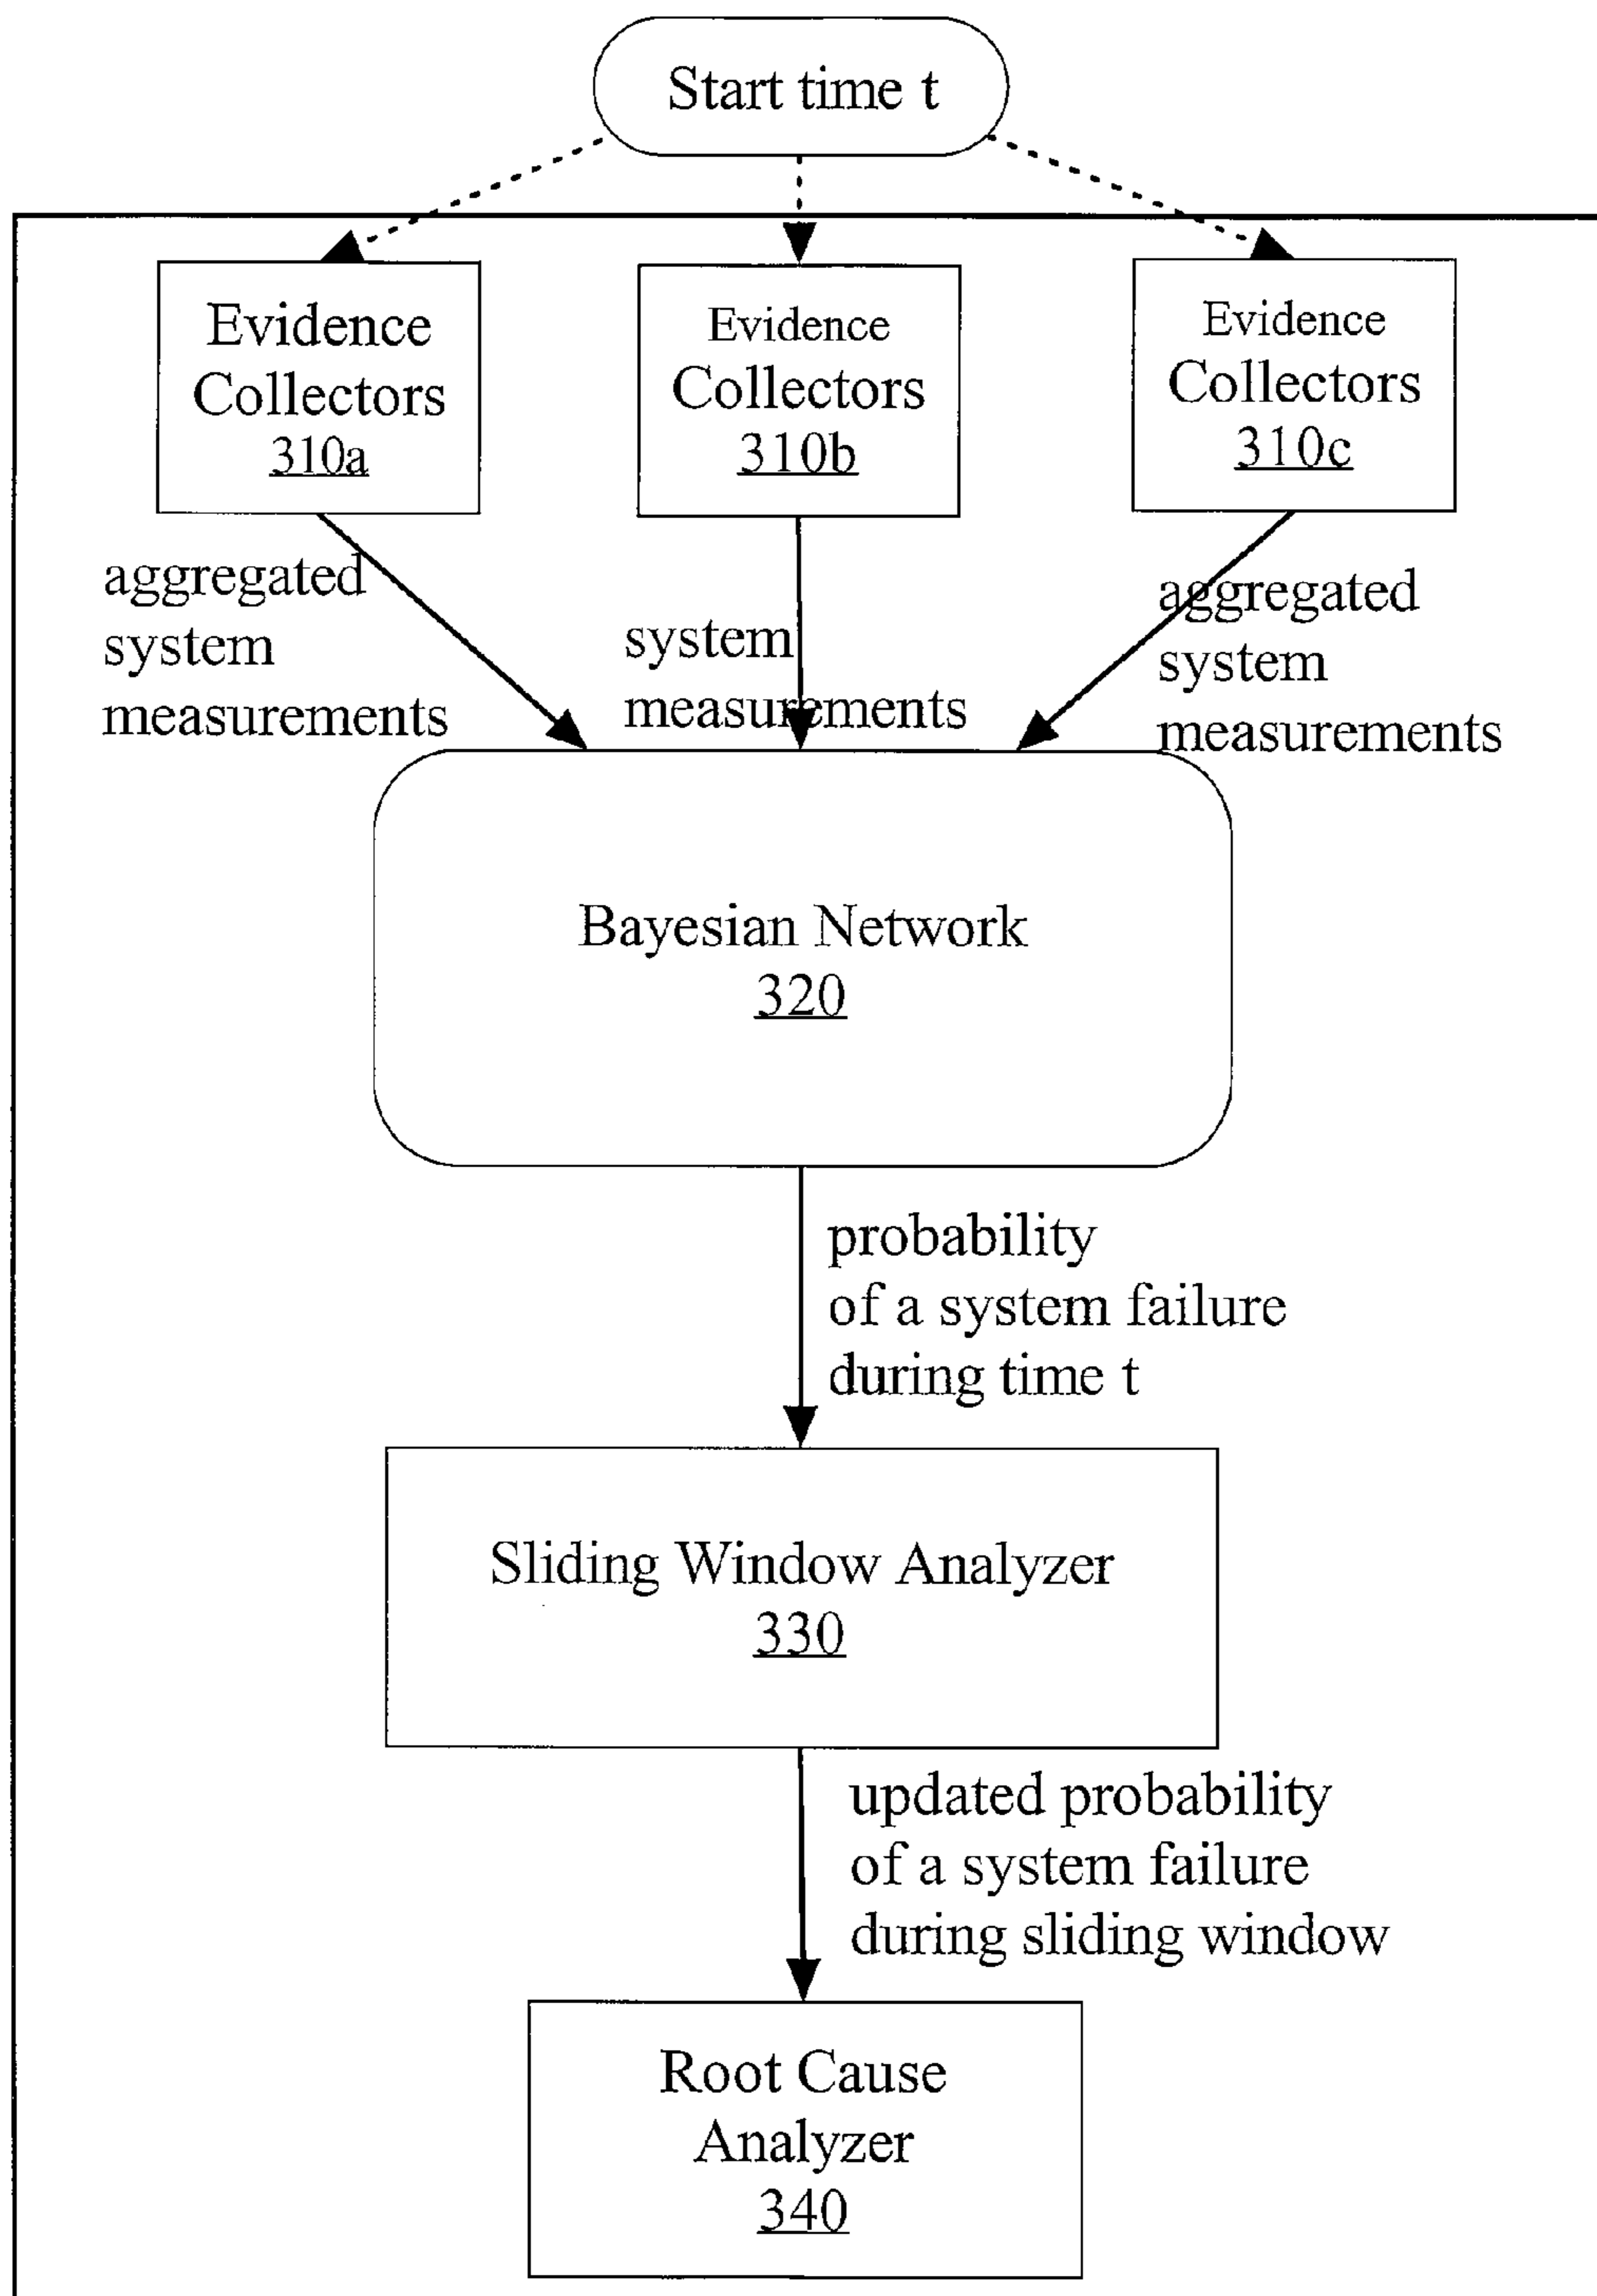 Start time t
Evidence
Collectors
310a
Evidence
Collectors
310b
Evidence
Collectors
310c
aggregated
system
measurements
system
measurements
aggregated
system
measurements
Bayesian Network
320
probability
of a system failure
during time t
Sliding Window Analyzer
330
updated probability
of a system failure
during sliding window
Root Cause
Analyzer
340